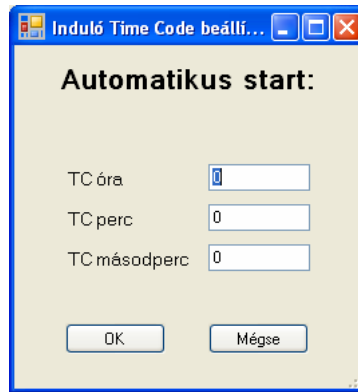 Induló Time Code beállí...
Automatikus start:
TC óra 0
TC perc 0
TC másodperc 0
OK Mégse